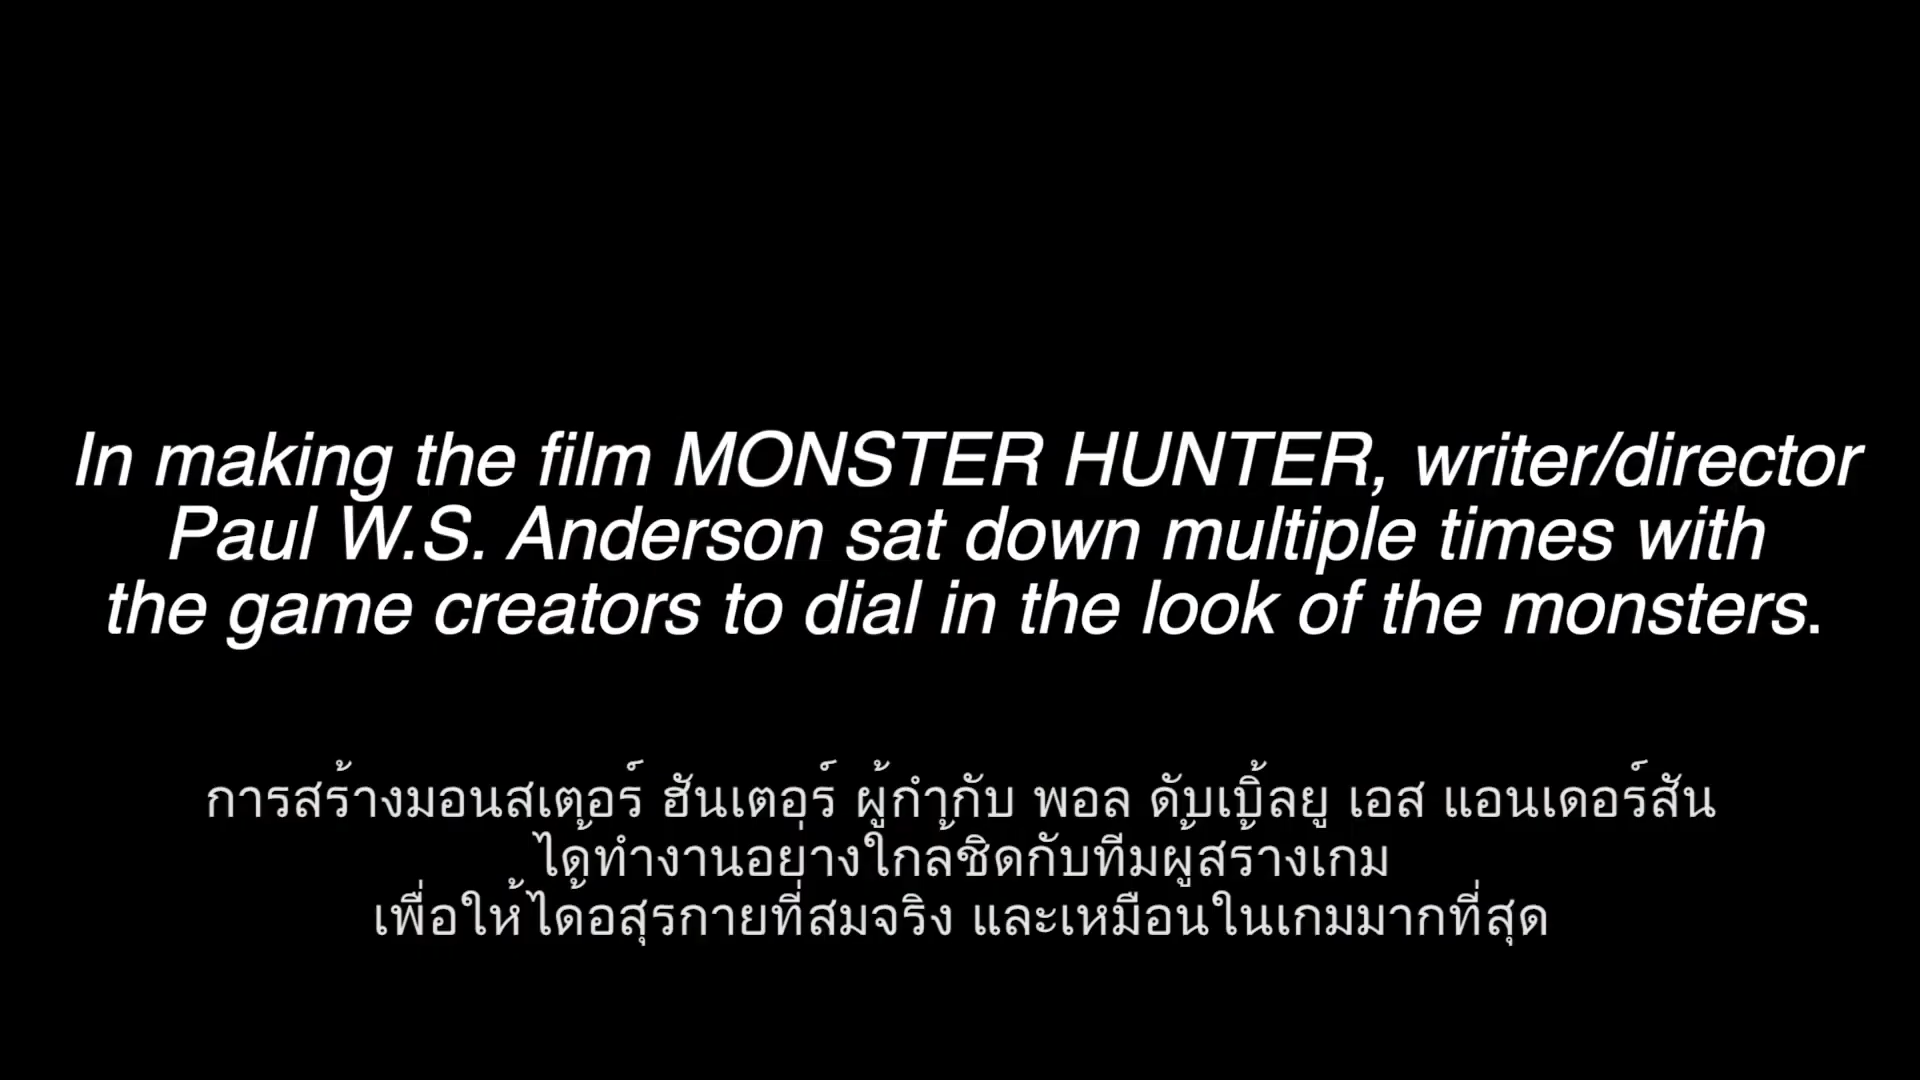 In making the film MONSTER HUNTER, writer/director
Paul W.S. Anderson sat down multiple times with
the game creators to dial in the look of the monsters.
การสร้างมอนสเตอร์ ฮันเตอร์ ผู้กำกับ พอล ดับเบิ้ลยู เอส แอนเดอร์สัน
ได้ทำงานอย่างใกล้ชิดกับทีมผู้สร้างเกม
เพื่อให้ได้อสุรกายที่สมจริง และเหมือนในเกมมากที่สุด